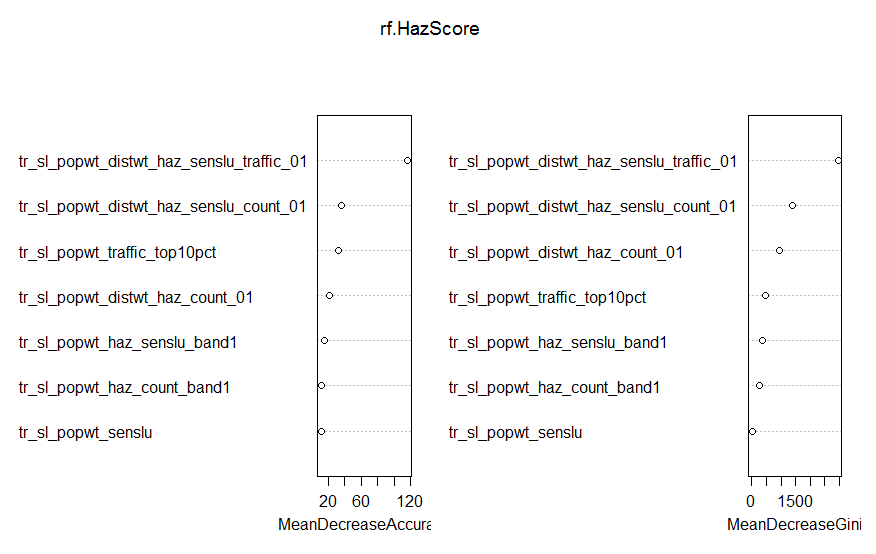 rf.HazScore
tr_sl_popwt_distwt_haz_senslu_traffic_01
tr_sl_popwt_distwt_haz_senslu_count_01
tr_sl_popwt_traffic_top10pct
tr_sl_popwt_distwt_haz_count_01
tr_sl_popwt_haz_senslu_band1
tr_sl_popwt_haz_count_band1
tr_sl_popwt_senslu
20 60 120
MeanDecreaseAccura
tr_sl_popwt_distwt_haz_senslu_traffic_01
tr_sl_popwt_distwt_haz_senslu_count_01
tr_sl_popwt_distwt_haz_count_01
tr_sl_popwt_traffic_top10pct
tr_sl_popwt_haz_senslu_band1
tr_sl_popwt_haz_count_band1
tr_sl_popwt_senslu
0 1500
MeanDecreaseGini